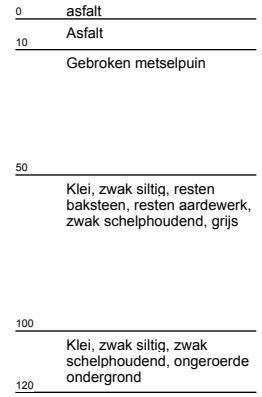 0 asfalt
Asfalt
10
Gebroken metselpuin
50
Klei, zwak siltig, resten
baksteen, resten aardewerk,
zwak schelphoudend, grijs
100
Klei, zwak siltig, zwak
schelphoudend, ongeroerde
ondergrond
120